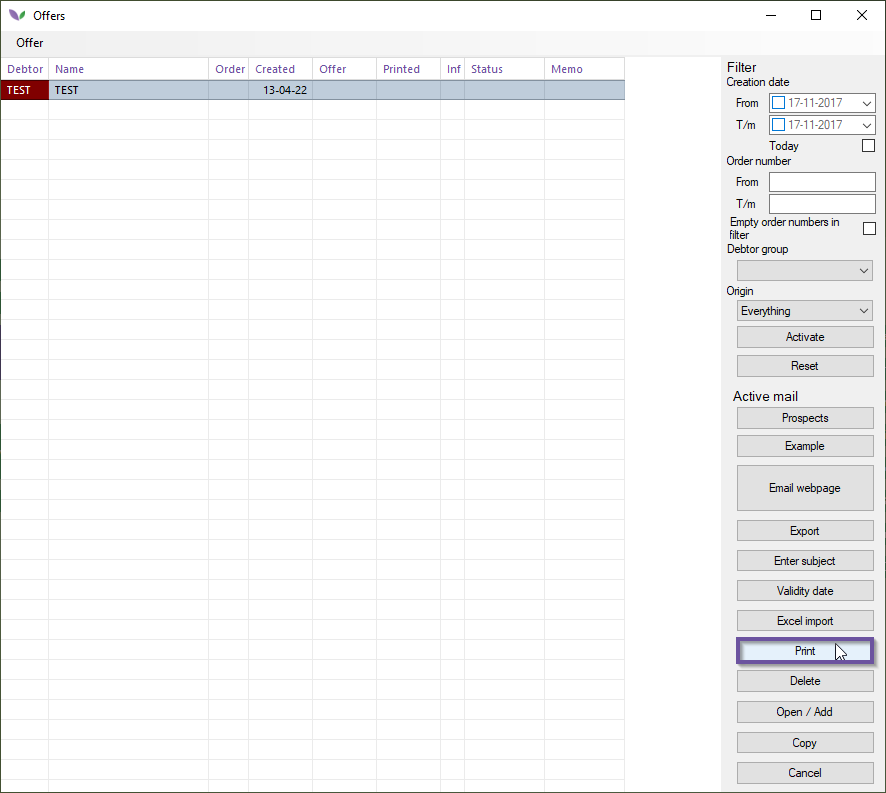 Offers
Offer
Debtor Name Order Created Offer Printed Inf Status Memo
TEST TEST 13-04-22
Filter
Creation date
From 17-11-2017
T/m 17-11-2017
Today
Order number
From
T/m
Empty order numbers in
filter
Debtor group
Origin
Everything
Activate
Reset
Active mail
Prospects
Example
Email webpage
Export
Enter subject
Validity date
Excel import
Print
Delete
Open / Add
Copy
Cancel